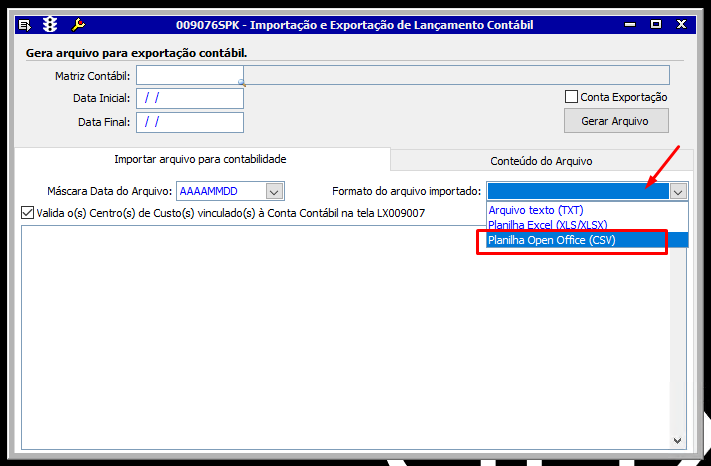 009076SPK - Importação e Exportação de Lançamento Contábil
Gera arquivo para exportação contábil.
Matriz Contábil:
Data Inicial: / /
Conta Exportação
Data Final: / /
Gerar Arquivo
Importar arquivo para contabilidade
Conteúdo do Arquivo
Máscara Data do Arquivo: AAAAMMDD
Formato do arquivo importado:
Valida o(s) Centro(s) de Custo(s) vinculado(s) à Conta Contábil na tela LX009007
Arquivo texto (TXT)
Planilha Excel (XLS/XLSX)
Planilha Open Office (CSV)